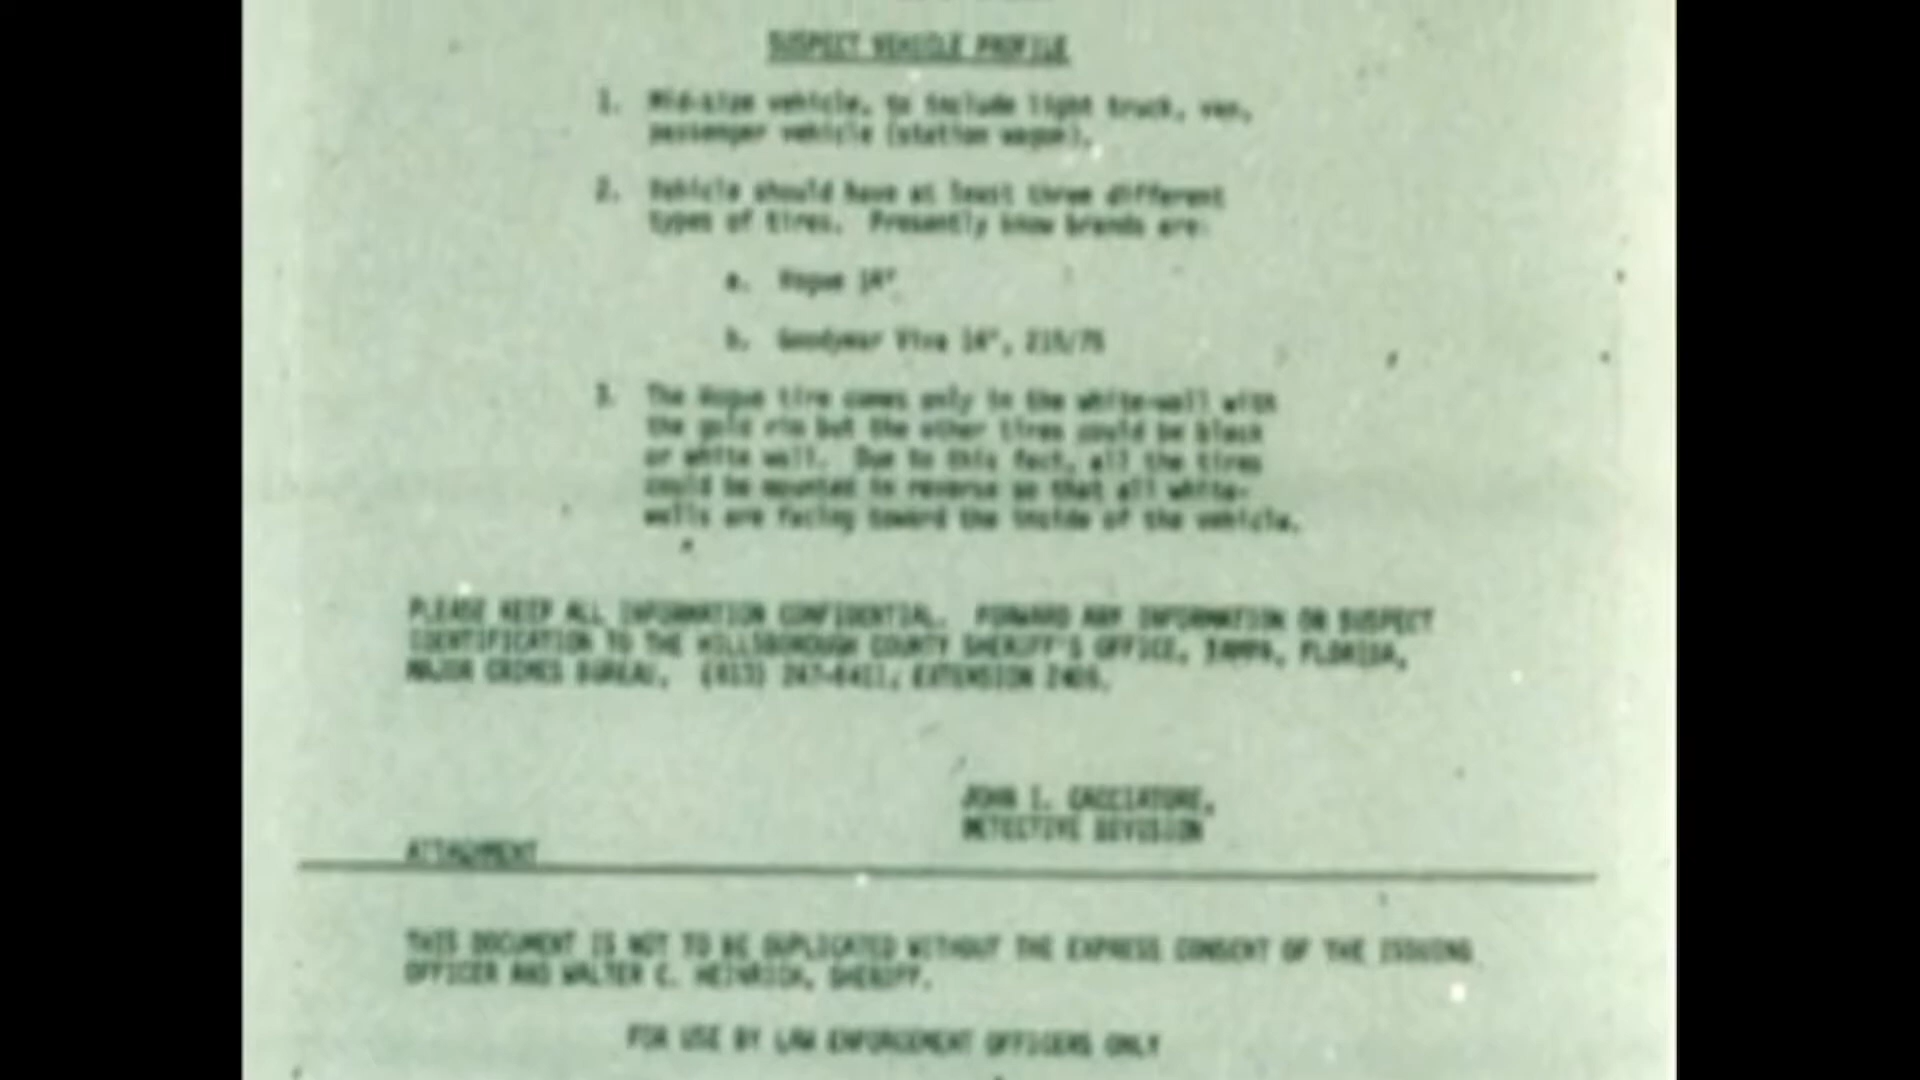 SUSPECT VEHICLE PROFILE
1. Mid-size vehicle, to include light truck, van,
passenger vehicle (station wagon).
2. Vehicle should have at least three different
types of tires. Presently know brands are:
a. Vogue 14"
b. Goodyear Viva 14", 215/75
3. The Vogue tire comes only in the white-wall with
the gold rim but the other tires could be black
or white wall. Due to this fact, all the tires
could be mounted in reverse so that all white-
walls are facing toward the inside of the vehicle.
PLEASE KEEP ALL INFORMATION CONFIDENTIAL. FORWARD ANY INFORMATION OR SUSPECT
IDENTIFICATION TO THE HILLSBOROUGH COUNTY SHERIFF'S OFFICE, TAMPA, FLORIDA,
MAJOR CRIMES BUREAU, (813) EXTENSION
JOHN I. CACCIATORE,
DETECTIVE DIVISION
ATTACHMENT
THIS DOCUMENT IS NOT TO BE DUPLICATED WITHOUT THE EXPRESS CONSENT OF THE ISSUING
OFFICER AND WALTER C. HEINRICH, SHERIFF.
FOR USE BY LAW ENFORCEMENT OFFICERS ONLY